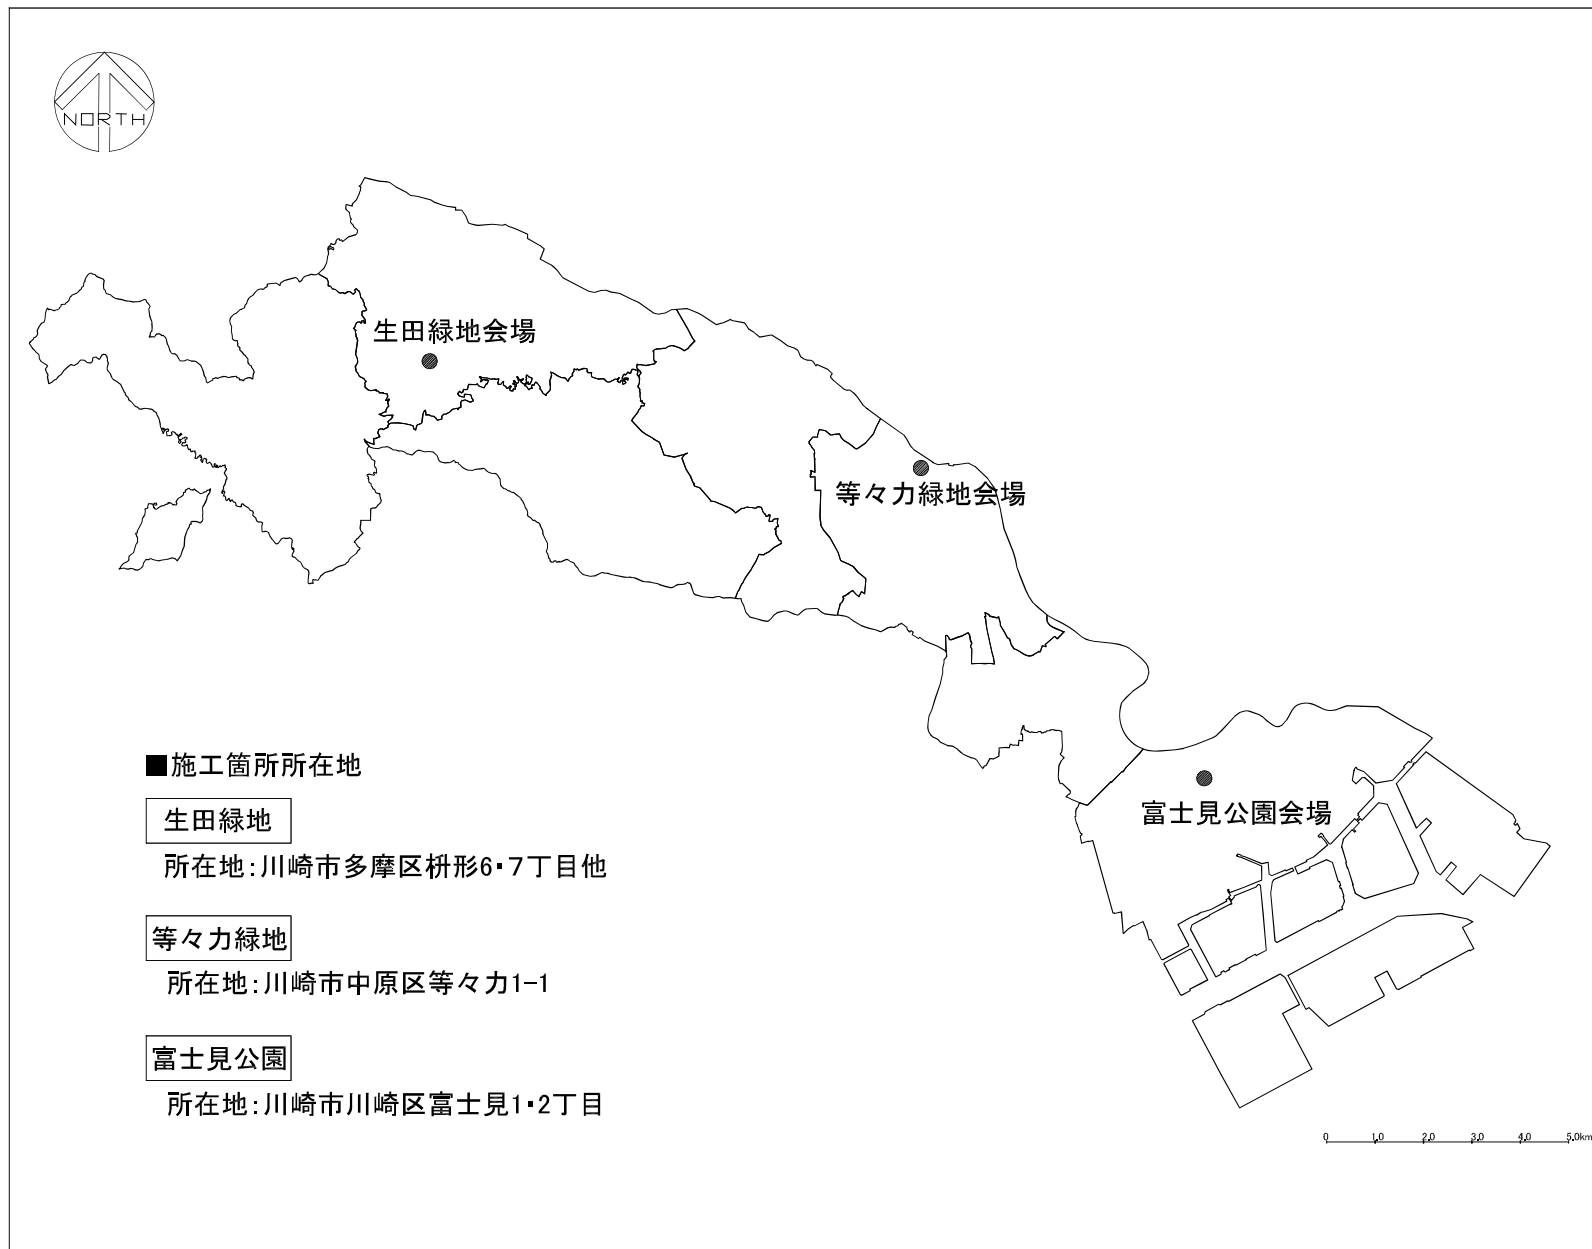 NORTH
生田緑地会場
等々力緑地会場
富士見公園会場
■施工箇所所在地
生田緑地
所在地:川崎市多摩区枡形6・7丁目他
等々力緑地
所在地:川崎市中原区等々力1-1
富士見公園
所在地:川崎市川崎区富士見1・2丁目
0 1.0 2.0 3.0 4.0 5.0km